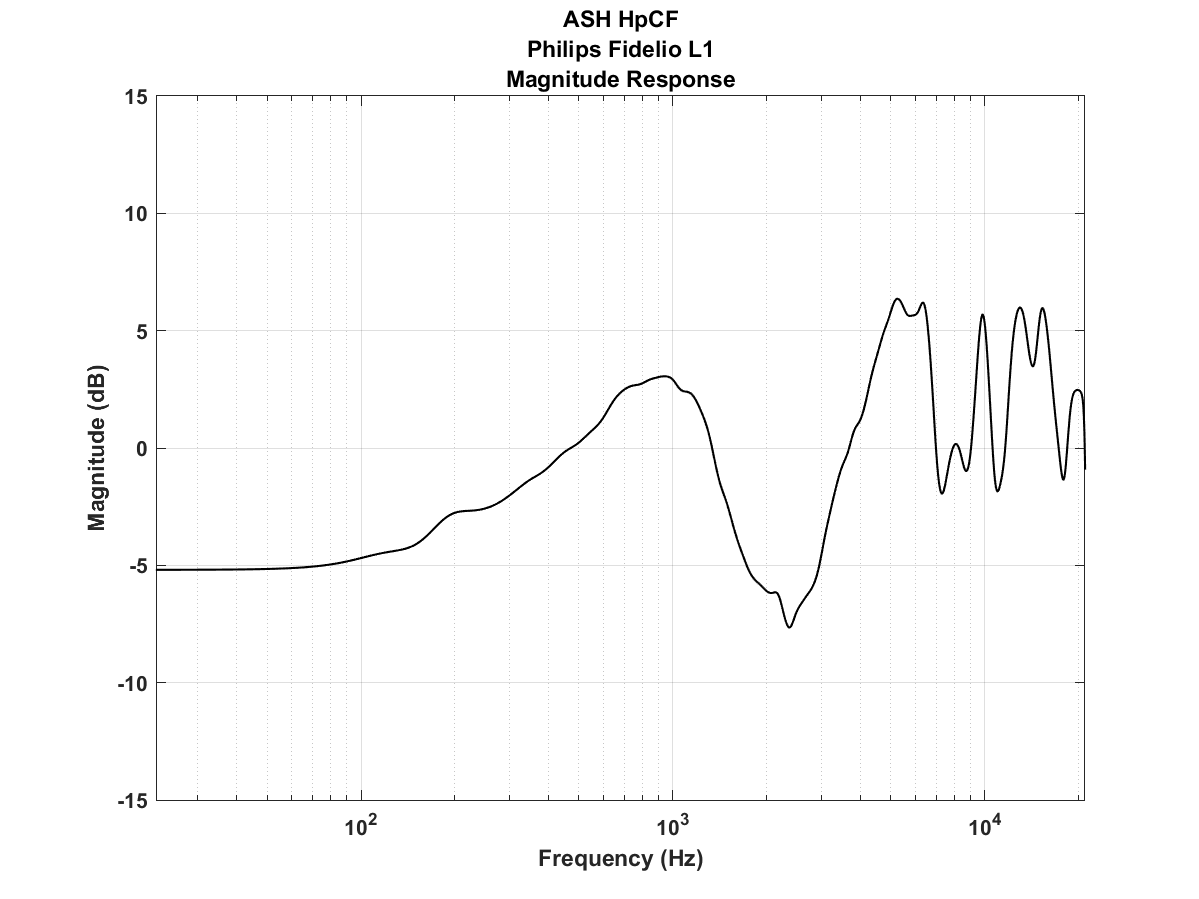 ASH HpCF
Philips Fidelio L1
Magnitude Response
15
10
5
0
-5
-10
-15
Magnitude (dB)
10²
10³
10⁴
Frequency (Hz)